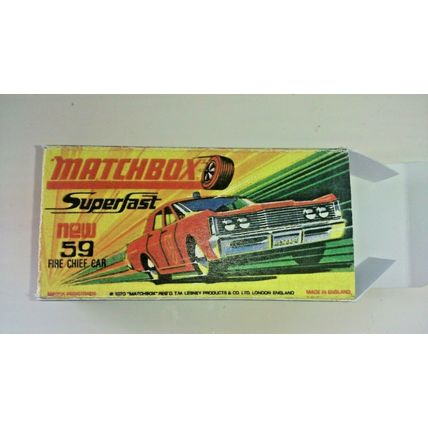 MATCHBOX
Superfast
new
59
FIRE CHIEF CAR
© 1970 "MATCHBOX" REG'D. T.M. LESNEY PRODUCTS & CO. LTD. LONDON ENGLAND
MADE IN ENGLAND